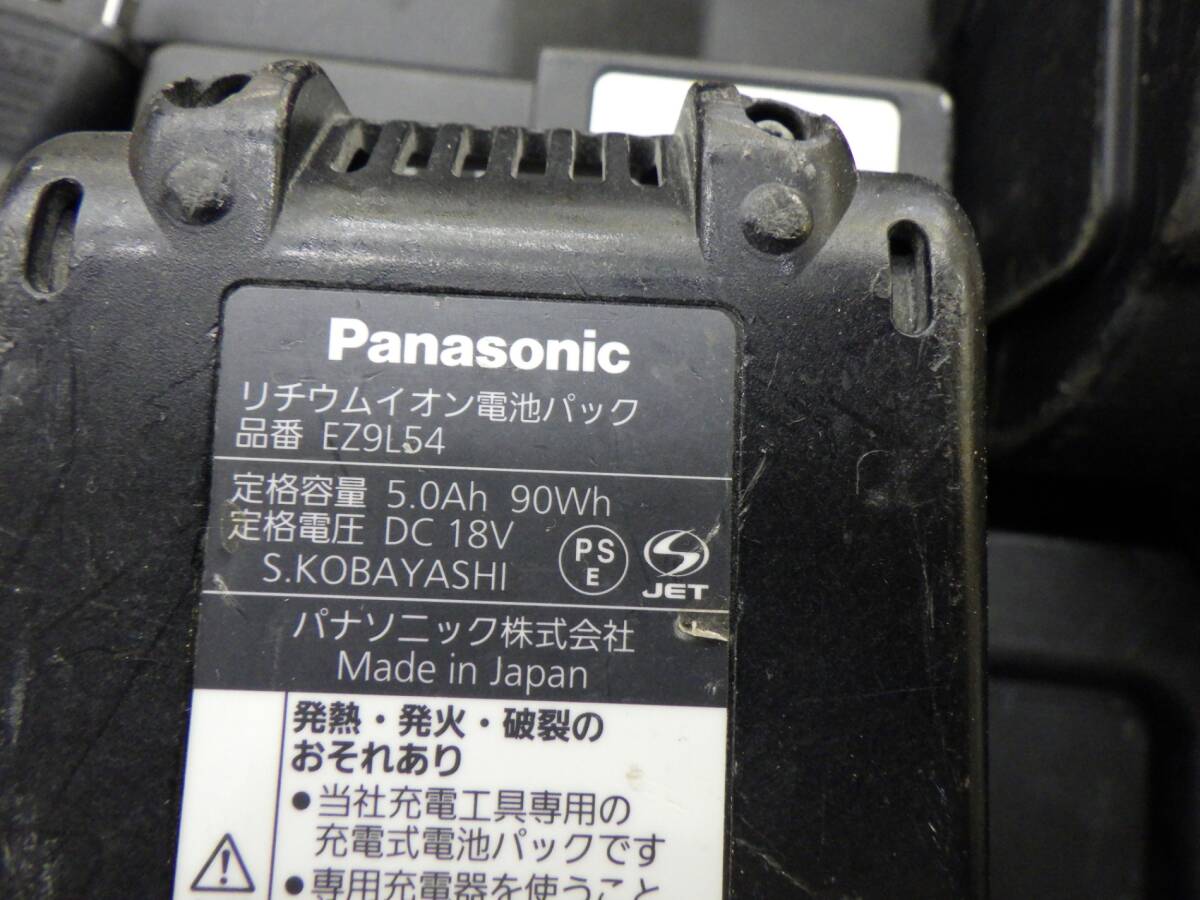 Panasonic
リチウムイオン電池パック
品番 EZ9L54
定格容量 5.0Ah 90Wh
定格電圧 DC 18V
S.KOBAYASHI
PS
E
JET
パナソニック株式会社
Made in Japan
発熱・発火・破裂の
おそれあり
●当社充電工具専用の
充電式電池パックです
●専用充電器を使うこと